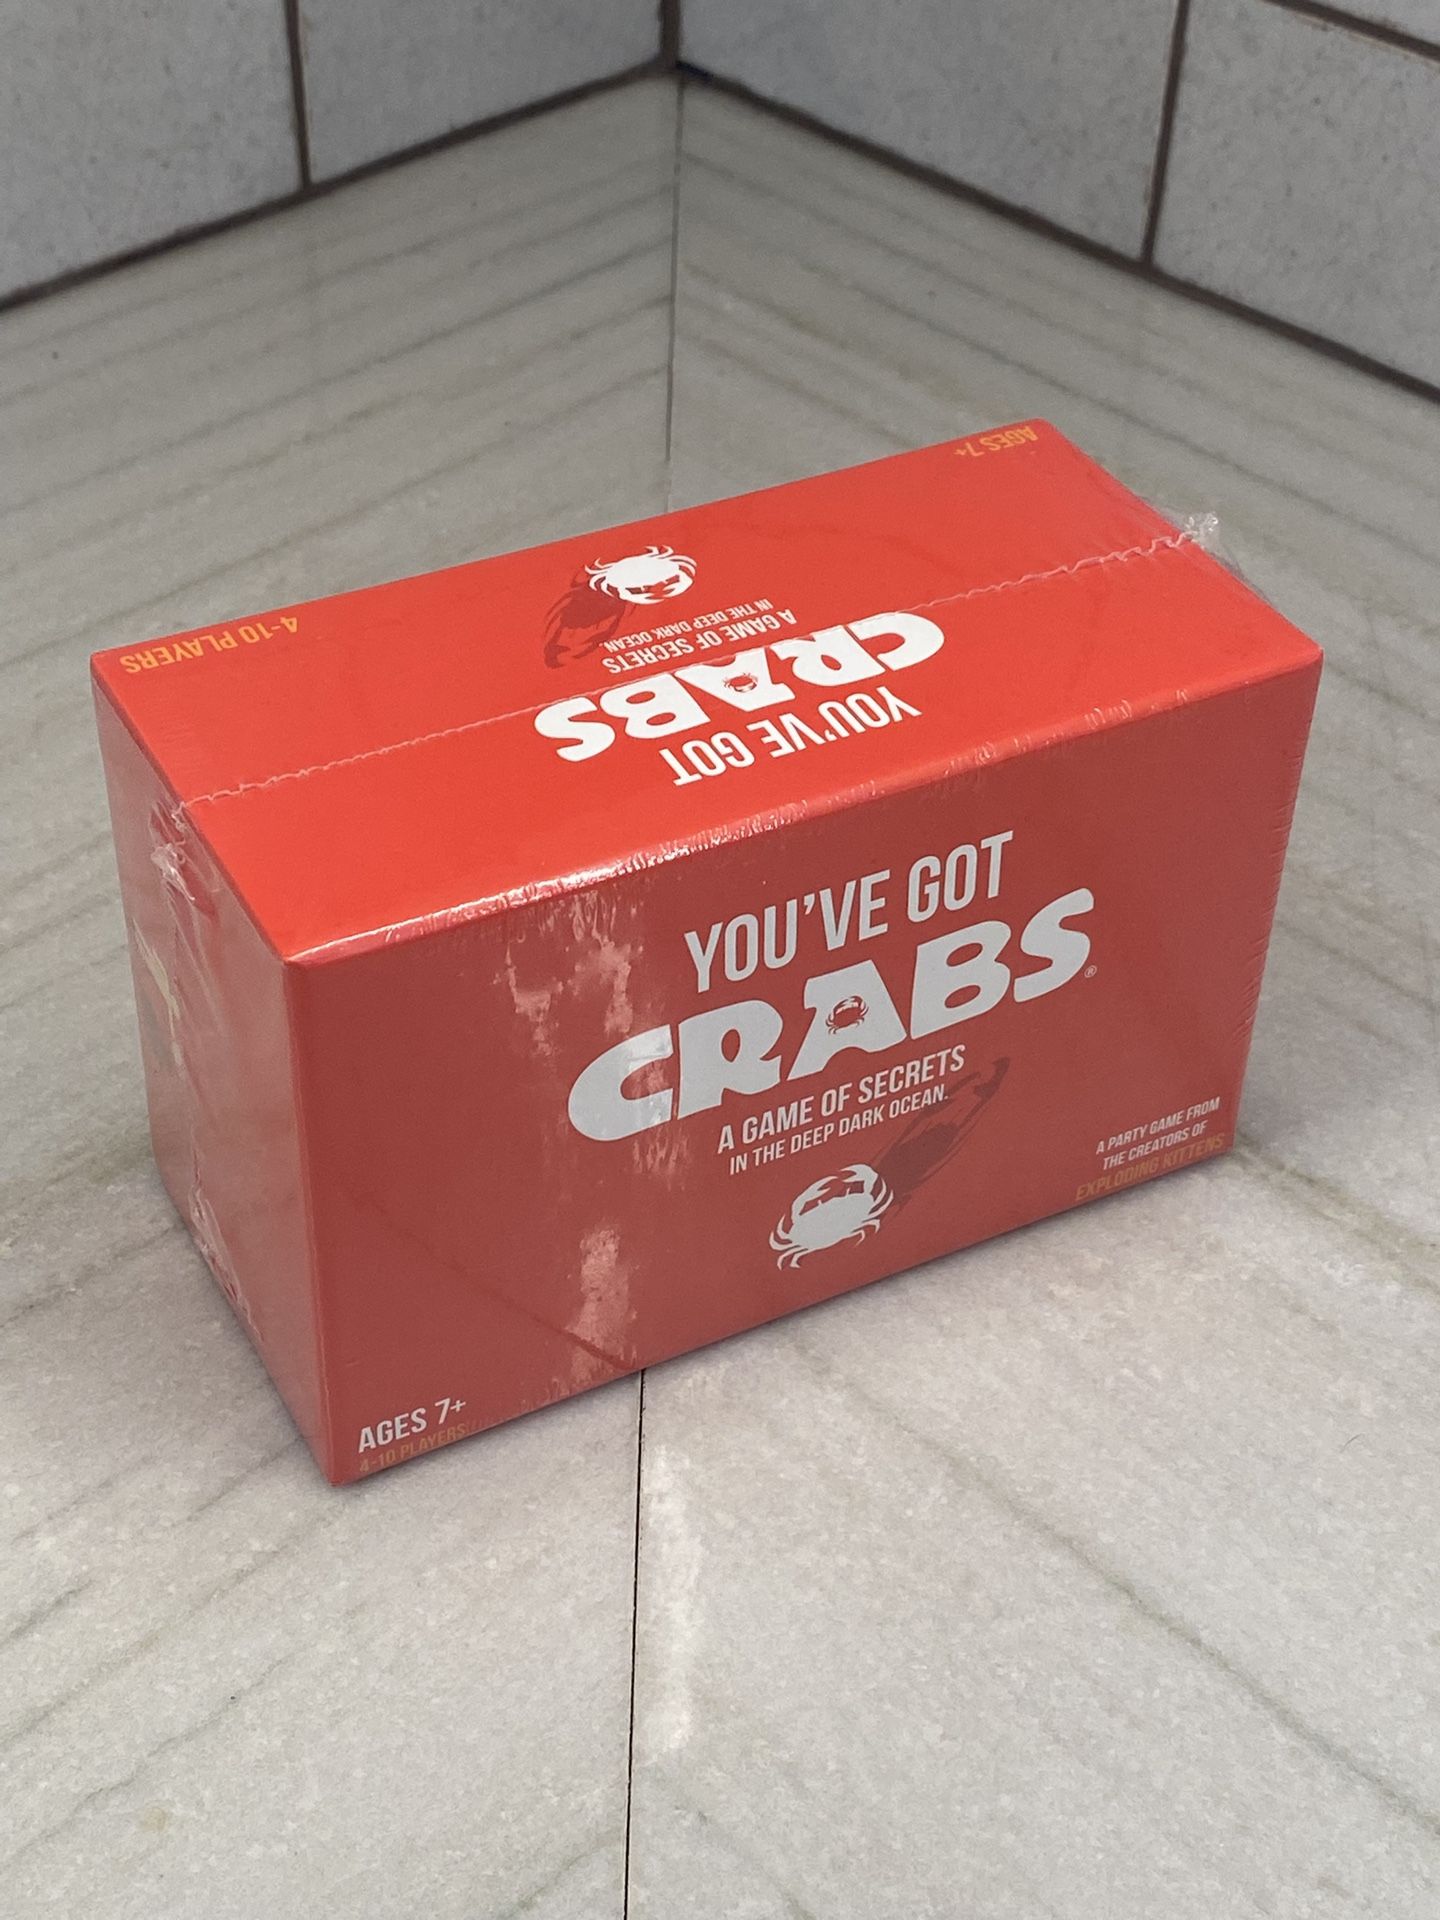 AGES 7+
4-10 PLAYERS
A GAME OF SECRETS
IN THE DEEP DARK OCEAN.
CRABS
YOU'VE GOT
YOU'VE GOT
CRABS®
A GAME OF SECRETS
IN THE DEEP DARK OCEAN.
A PARTY GAME FROM
THE CREATORS OF
EXPLODING KITTENS
AGES 7+
4-10 PLAYERS